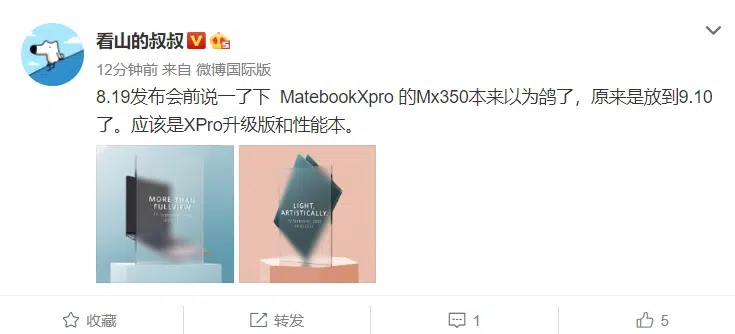 看山的叔叔
12分钟前 来自 微博国际版
8.19发布会前说一了下 MatebookXpro 的Mx350本来以为鸽了，原来是放到9.10
了。应该是XPro升级版和性能本。
MORE THAN
FULLVIEW
LIGHT,
ARTISTICALLY.
收藏
转发
1
5